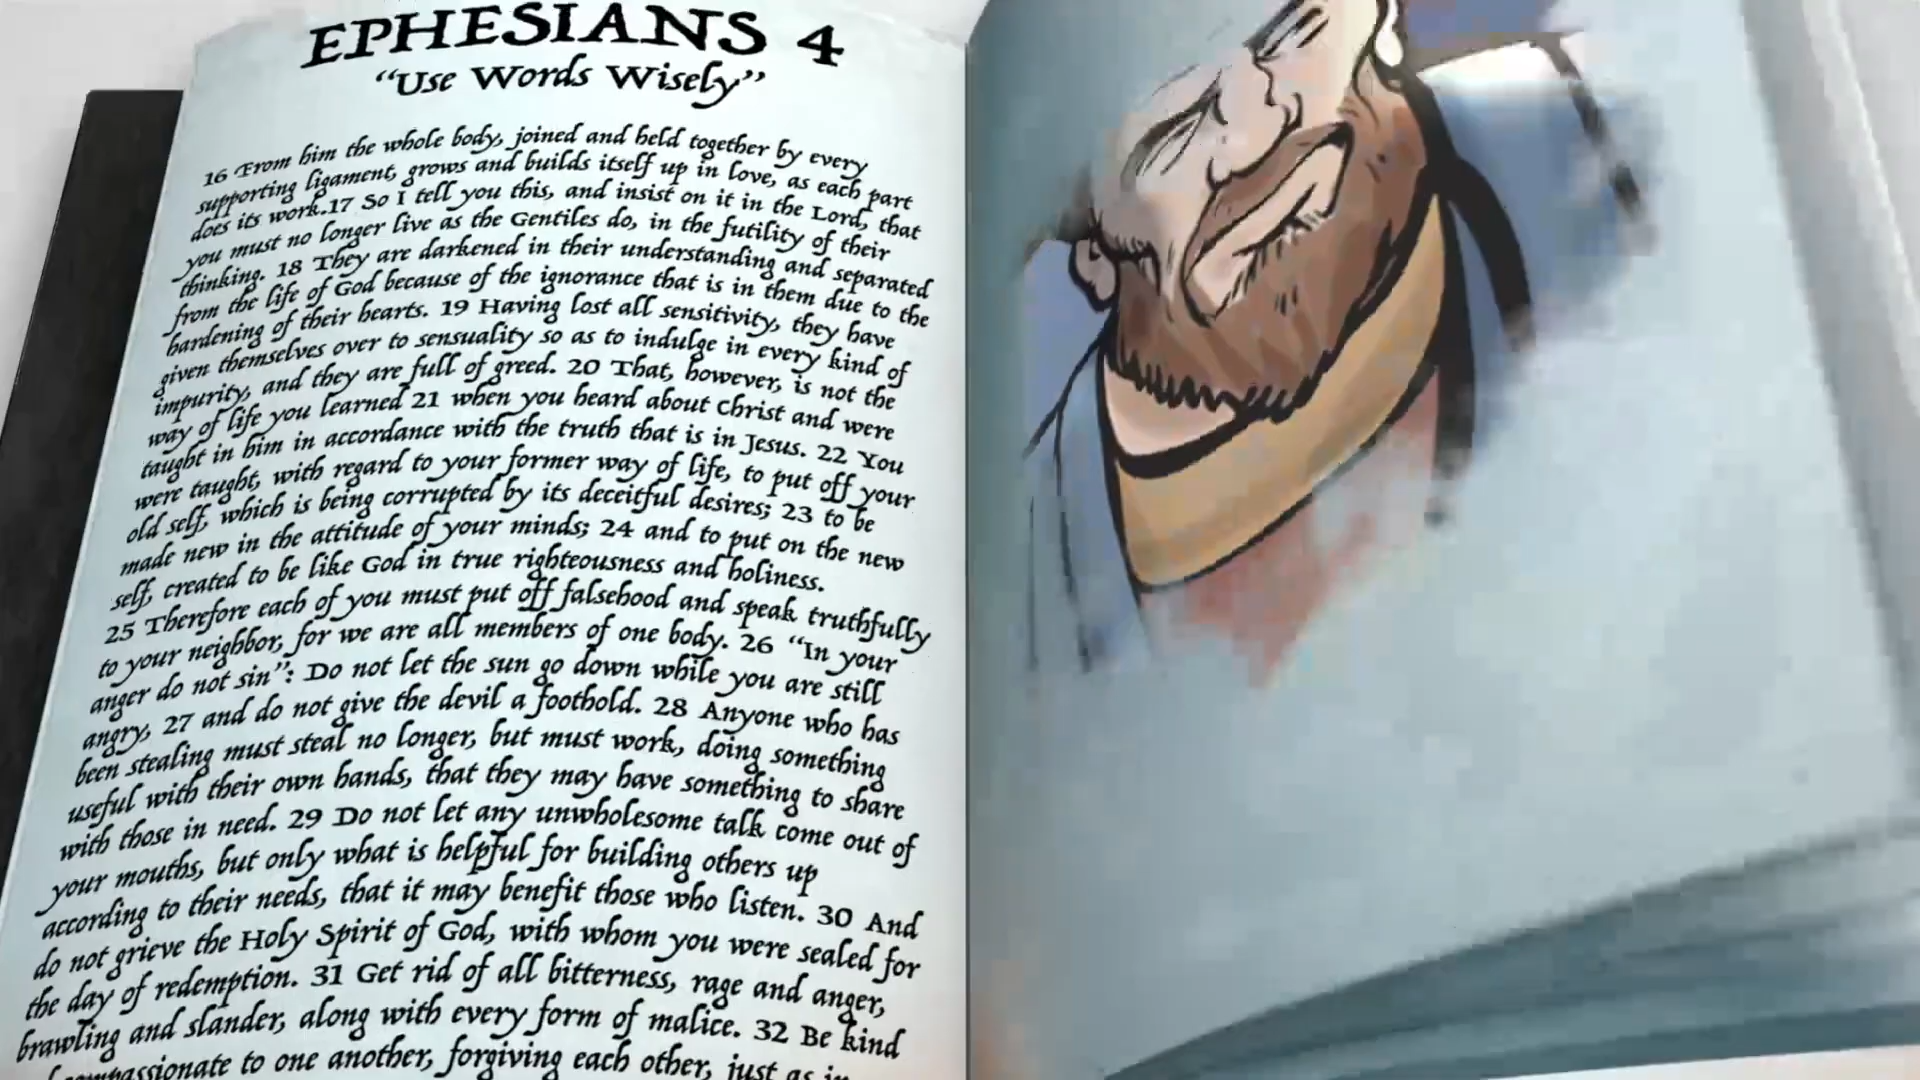 EPHESIANS 4
“Use Words Wisely”
16 From him the whole body, joined and held together by every
supporting ligament, grows and builds itself up in love, as each part
does its work.17 So I tell you this, and insist on it in the Lord, that
you must no longer live as the Gentiles do, in the futility of their
thinking. 18 They are darkened in their understanding and separated
from the life of God because of the ignorance that is in them due to the
hardening of their hearts. 19 Having lost all sensitivity, they have
given themselves over to sensuality so as to indulge in every kind of
impurity, and they are full of greed. 20 That, however, is not the
way of life you learned 21 when you heard about Christ and were
taught in him in accordance with the truth that is in Jesus. 22 You
were taught, with regard to your former way of life, to put off your
old self, which is being corrupted by its deceitful desires; 23 to be
made new in the attitude of your minds; 24 and to put on the new
self, created to be like God in true righteousness and holiness.
25 Therefore each of you must put off falsehood and speak truthfully
to your neighbor, for we are all members of one body. 26 “In your
anger do not sin”: Do not let the sun go down while you are still
angry, 27 and do not give the devil a foothold. 28 Anyone who has
been stealing must steal no longer, but must work, doing something
useful with their own hands, that they may have something to share
with those in need. 29 Do not let any unwholesome talk come out of
your mouths, but only what is helpful for building others up
according to their needs, that it may benefit those who listen. 30 And
do not grieve the Holy Spirit of God, with whom you were sealed for
the day of redemption. 31 Get rid of all bitterness, rage and anger,
brawling and slander, along with every form of malice. 32 Be kind
compassionate to one another, forgiving each other, just as in